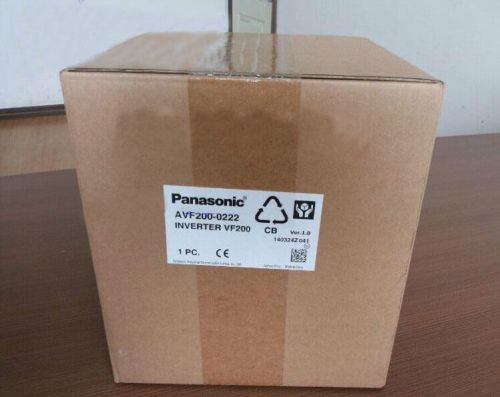 Panasonic
AVF200-0222
INVERTER VF200
CB
Ver.:1.0
140324Z041
1 PC. CE